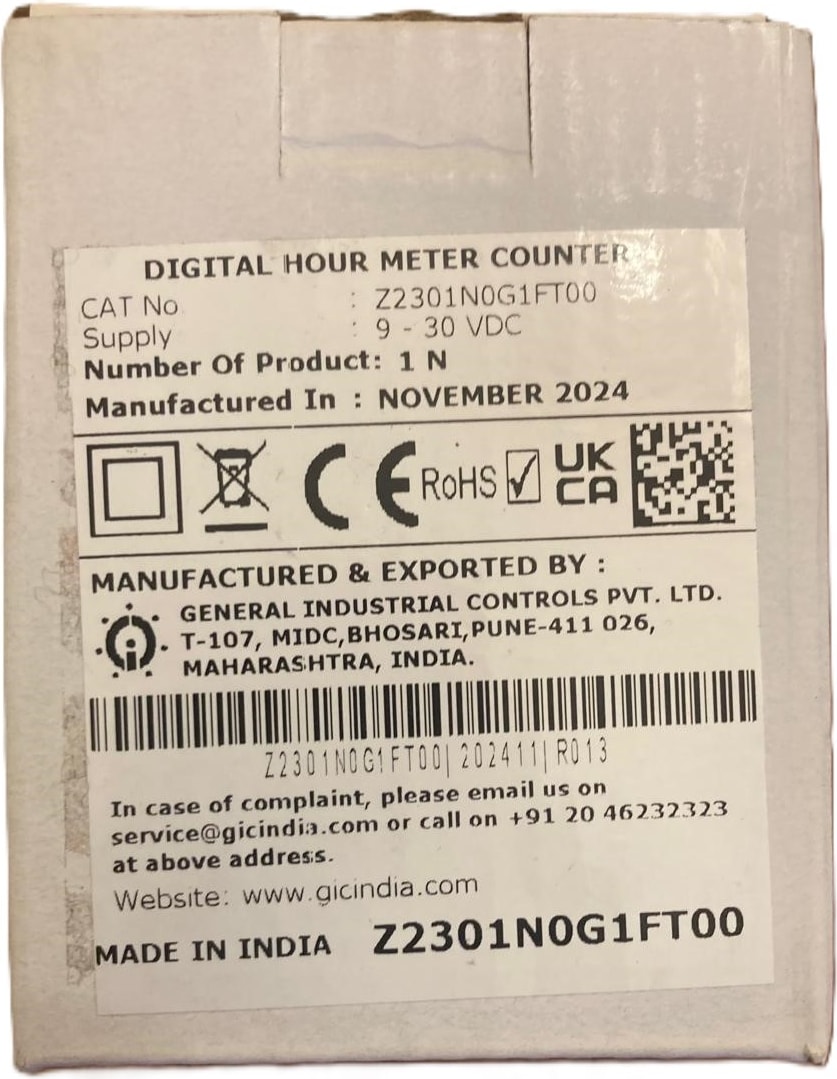 DIGITAL HOUR METER COUNTER
CAT No : Z2301N0G1FT00
Supply : 9 - 30 VDC
Number Of Product: 1 N
Manufactured In : NOVEMBER 2024
CE RoHS UK
CA
MANUFACTURED & EXPORTED BY :
GENERAL INDUSTRIAL CONTROLS PVT. LTD.
T-107, MIDC,BHOSARI,PUNE-411 026,
MAHARASHTRA, INDIA.
Z2301N0G1FT00| 202411| R013
In case of complaint, please email us on
service@gicindia.com or call on +91 20 46232323
at above address.
Website: www.gicindia.com
MADE IN INDIA Z2301N0G1FT00